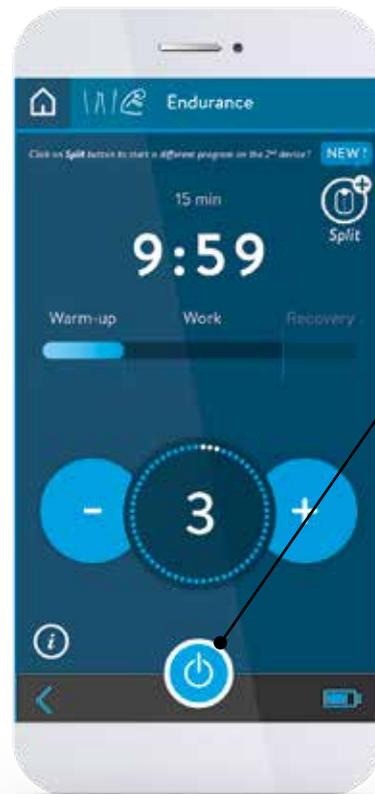 Endurance
Click on Split button to start a different program on the 2nd device? NEW!
15 min
Split
9:59
Warm-up Work Recovery
- 3 +
i